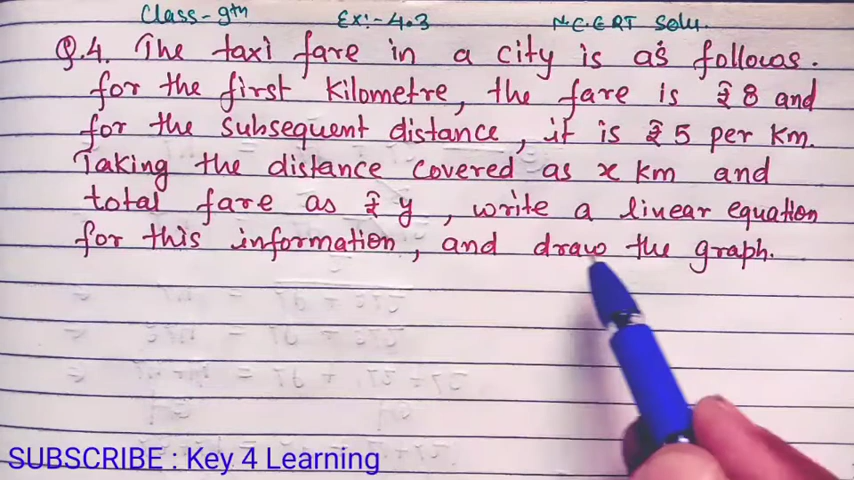 Class-9th Ex:- 4.3 N.C.E.R.T Solu.
Q.4. The taxi fare in a city is as follows.
for the first Kilometre, the fare is ₹ 8 and
for the subsequent distance, it is ₹ 5 per Km.
Taking the distance covered as x km and
total fare as ₹ y, write a linear equation
for this information, and draw the graph.
SUBSCRIBE : Key 4 Learning